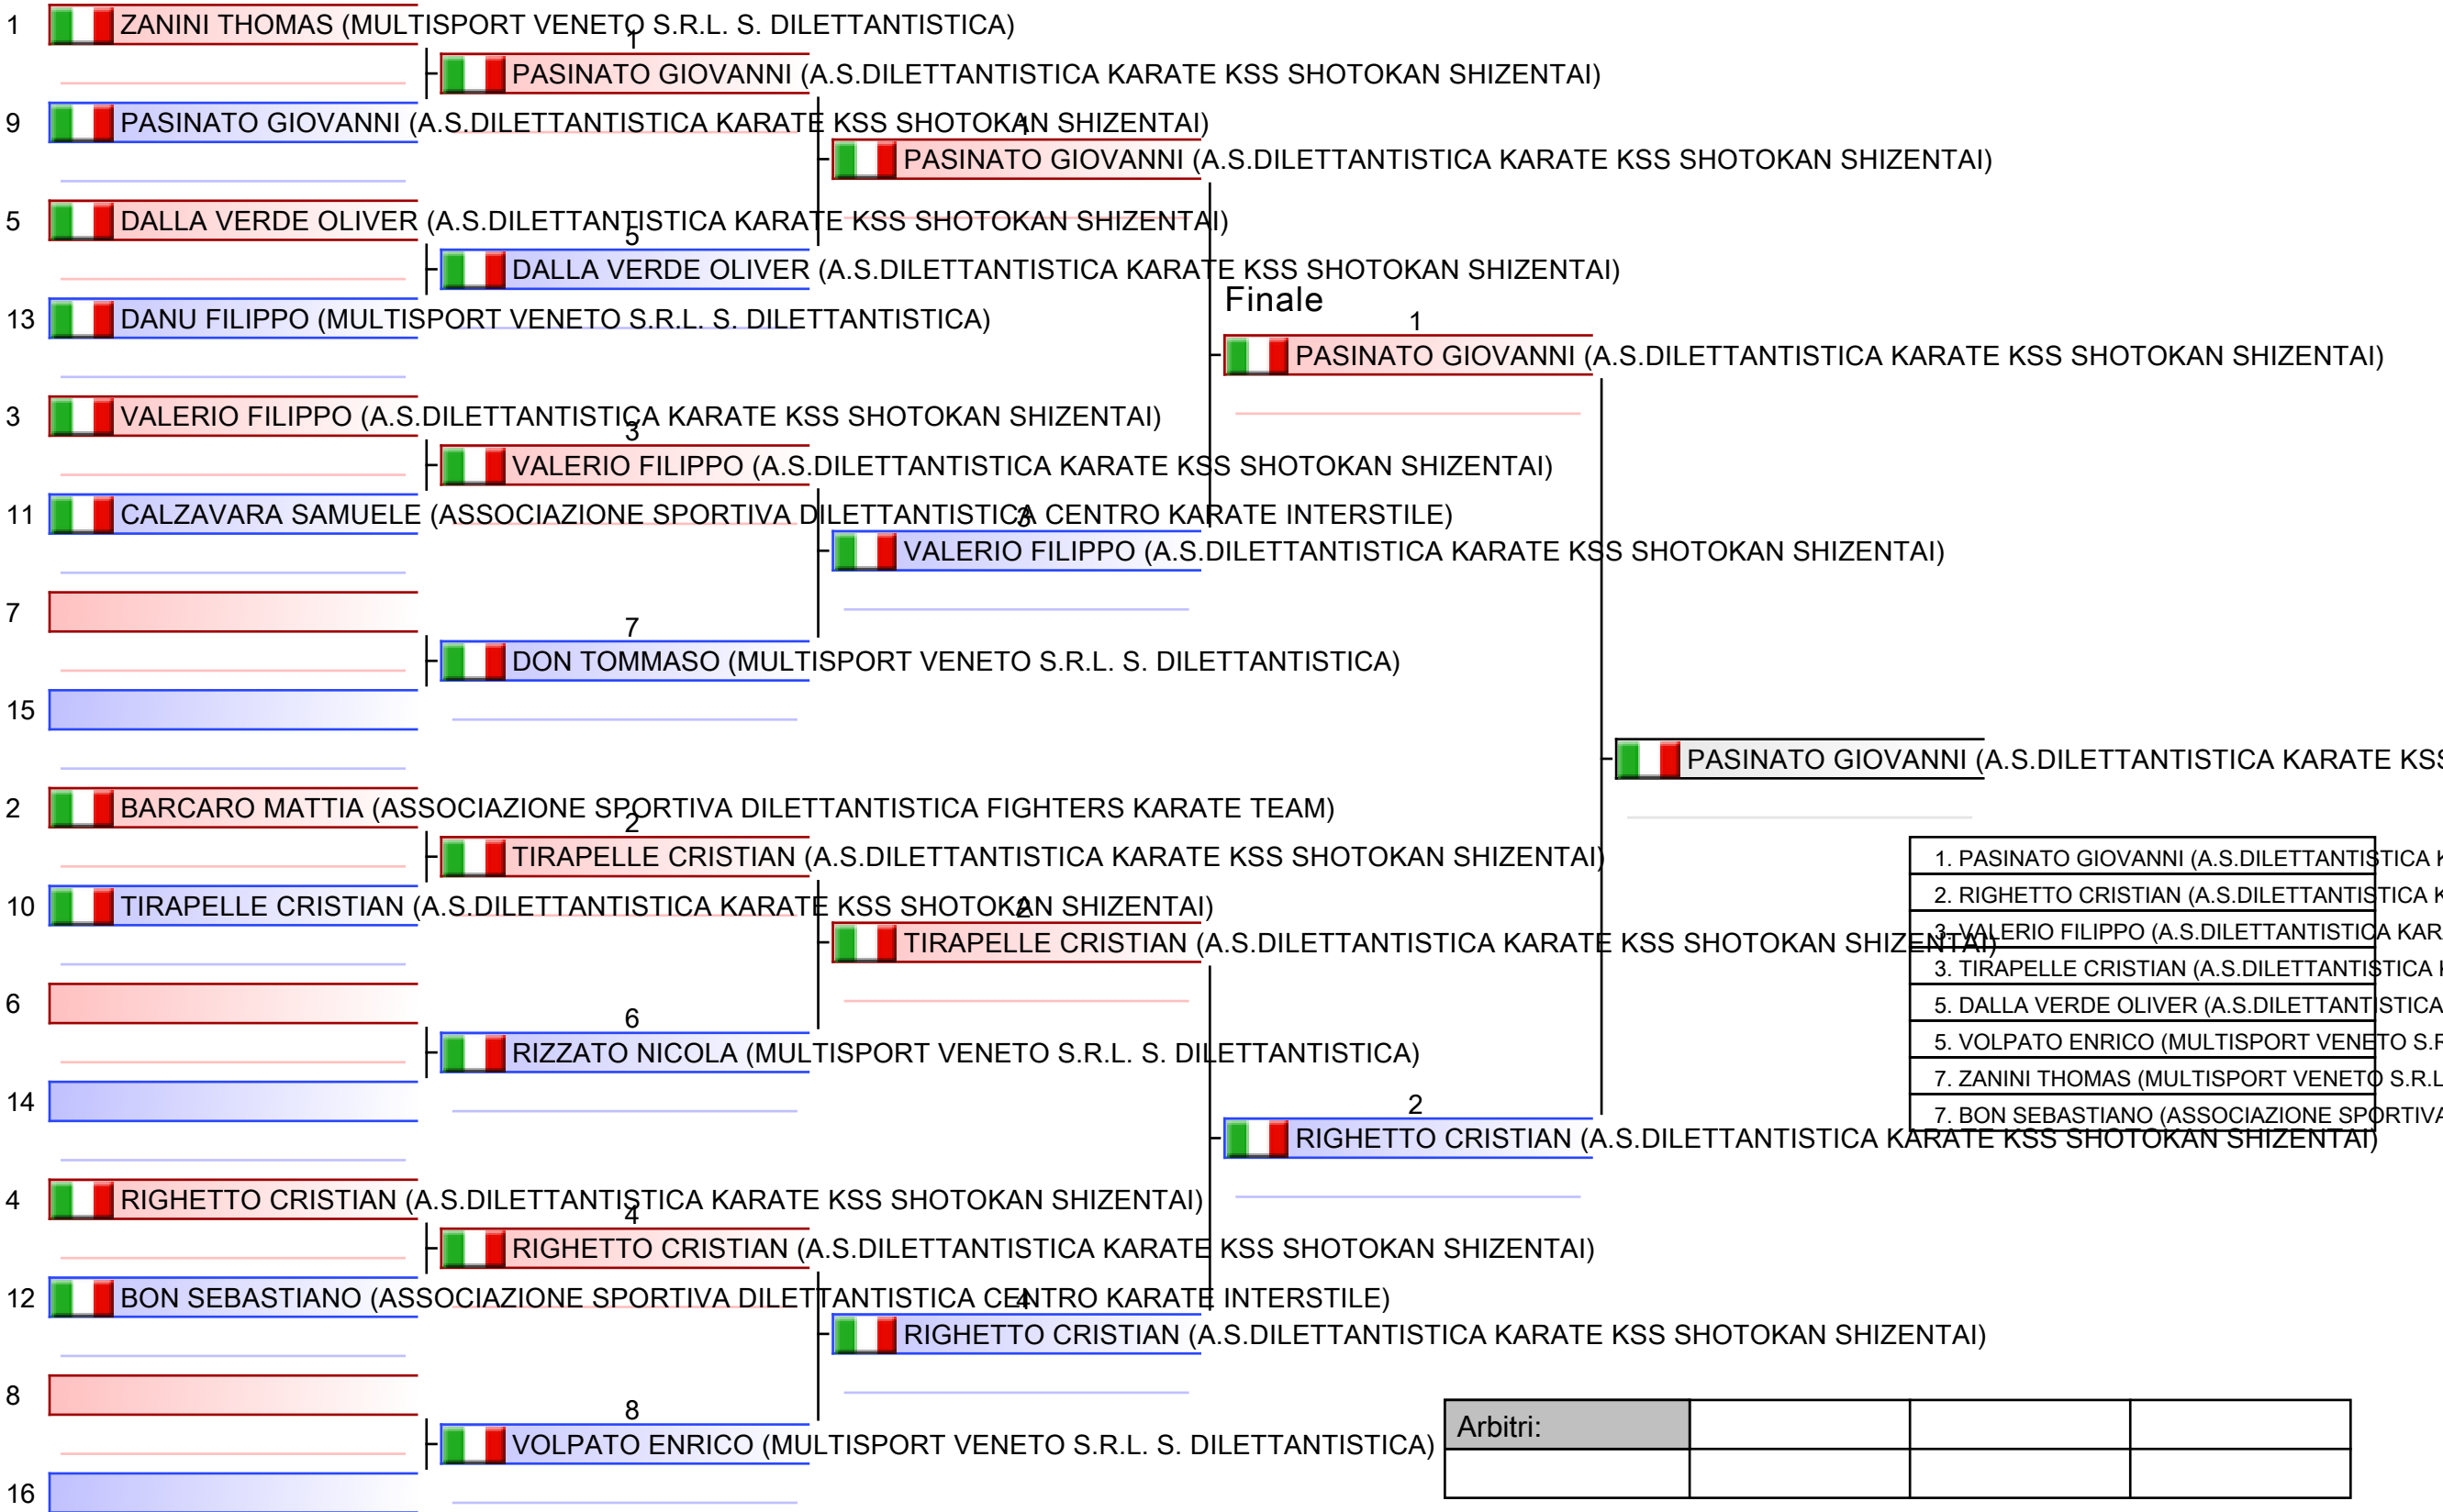 1 ZANINI THOMAS (MULTISPORT VENETO S.R.L. S. DILETTANTISTICA)
1
PASINATO GIOVANNI (A.S.DILETTANTISTICA KARATE KSS SHOTOKAN SHIZENTAI)
9 PASINATO GIOVANNI (A.S.DILETTANTISTICA KARATE KSS SHOTOKAN SHIZENTAI)
1
PASINATO GIOVANNI (A.S.DILETTANTISTICA KARATE KSS SHOTOKAN SHIZENTAI)
5 DALLA VERDE OLIVER (A.S.DILETTANTISTICA KARATE KSS SHOTOKAN SHIZENTAI)
5
DALLA VERDE OLIVER (A.S.DILETTANTISTICA KARATE KSS SHOTOKAN SHIZENTAI)
Finale
13 DANU FILIPPO (MULTISPORT VENETO S.R.L. S. DILETTANTISTICA)
1
PASINATO GIOVANNI (A.S.DILETTANTISTICA KARATE KSS SHOTOKAN SHIZENTAI)
3 VALERIO FILIPPO (A.S.DILETTANTISTICA KARATE KSS SHOTOKAN SHIZENTAI)
3
VALERIO FILIPPO (A.S.DILETTANTISTICA KARATE KSS SHOTOKAN SHIZENTAI)
11 CALZAVARA SAMUELE (ASSOCIAZIONE SPORTIVA DILETTANTISTICA CENTRO KARATE INTERSTILE)
3
VALERIO FILIPPO (A.S.DILETTANTISTICA KARATE KSS SHOTOKAN SHIZENTAI)
7
7
DON TOMMASO (MULTISPORT VENETO S.R.L. S. DILETTANTISTICA)
15
PASINATO GIOVANNI (A.S.DILETTANTISTICA KARATE KSS
2 BARCARO MATTIA (ASSOCIAZIONE SPORTIVA DILETTANTISTICA FIGHTERS KARATE TEAM)
2
TIRAPELLE CRISTIAN (A.S.DILETTANTISTICA KARATE KSS SHOTOKAN SHIZENTAI)
10 TIRAPELLE CRISTIAN (A.S.DILETTANTISTICA KARATE KSS SHOTOKAN SHIZENTAI)
2
TIRAPELLE CRISTIAN (A.S.DILETTANTISTICA KARATE KSS SHOTOKAN SHIZENTAI)
6
6
RIZZATO NICOLA (MULTISPORT VENETO S.R.L. S. DILETTANTISTICA)
14
2
RIGHETTO CRISTIAN (A.S.DILETTANTISTICA KARATE KSS SHOTOKAN SHIZENTAI)
1. PASINATO GIOVANNI (A.S.DILETTANTISTICA K
2. RIGHETTO CRISTIAN (A.S.DILETTANTISTICA K
3. VALERIO FILIPPO (A.S.DILETTANTISTICA KAR
3. TIRAPELLE CRISTIAN (A.S.DILETTANTISTICA
5. DALLA VERDE OLIVER (A.S.DILETTANTISTICA
5. VOLPATO ENRICO (MULTISPORT VENETO S.R
7. ZANINI THOMAS (MULTISPORT VENETO S.R.L
7. BON SEBASTIANO (ASSOCIAZIONE SPORTIVA
4 RIGHETTO CRISTIAN (A.S.DILETTANTISTICA KARATE KSS SHOTOKAN SHIZENTAI)
4
RIGHETTO CRISTIAN (A.S.DILETTANTISTICA KARATE KSS SHOTOKAN SHIZENTAI)
12 BON SEBASTIANO (ASSOCIAZIONE SPORTIVA DILETTANTISTICA CENTRO KARATE INTERSTILE)
4
RIGHETTO CRISTIAN (A.S.DILETTANTISTICA KARATE KSS SHOTOKAN SHIZENTAI)
8
8
VOLPATO ENRICO (MULTISPORT VENETO S.R.L. S. DILETTANTISTICA)
16
Arbitri: